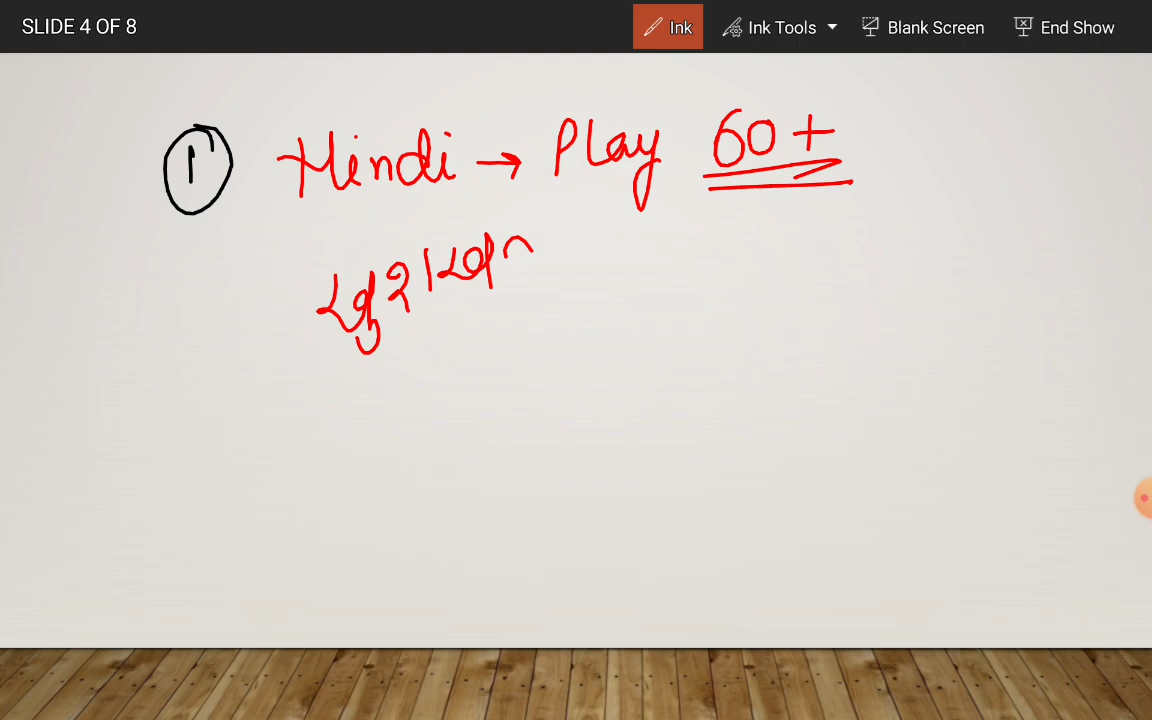 SLIDE 4 OF 8 Ink Ink Tools Blank Screen End Show
1 Hindi → Play 60+